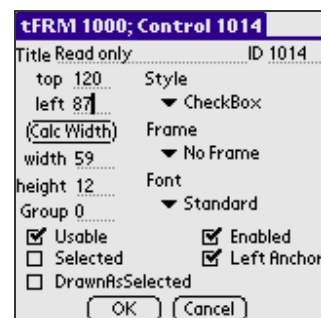 tFRM 1000; Control 1014
Title Read only ID 1014
top 120 Style
left 87 CheckBox
(Calc Width) Frame
width 59 No Frame
height 12 Font
Group 0 Standard
Usable Enabled
Selected Left Anchor
DrawnAsSelected
OK Cancel